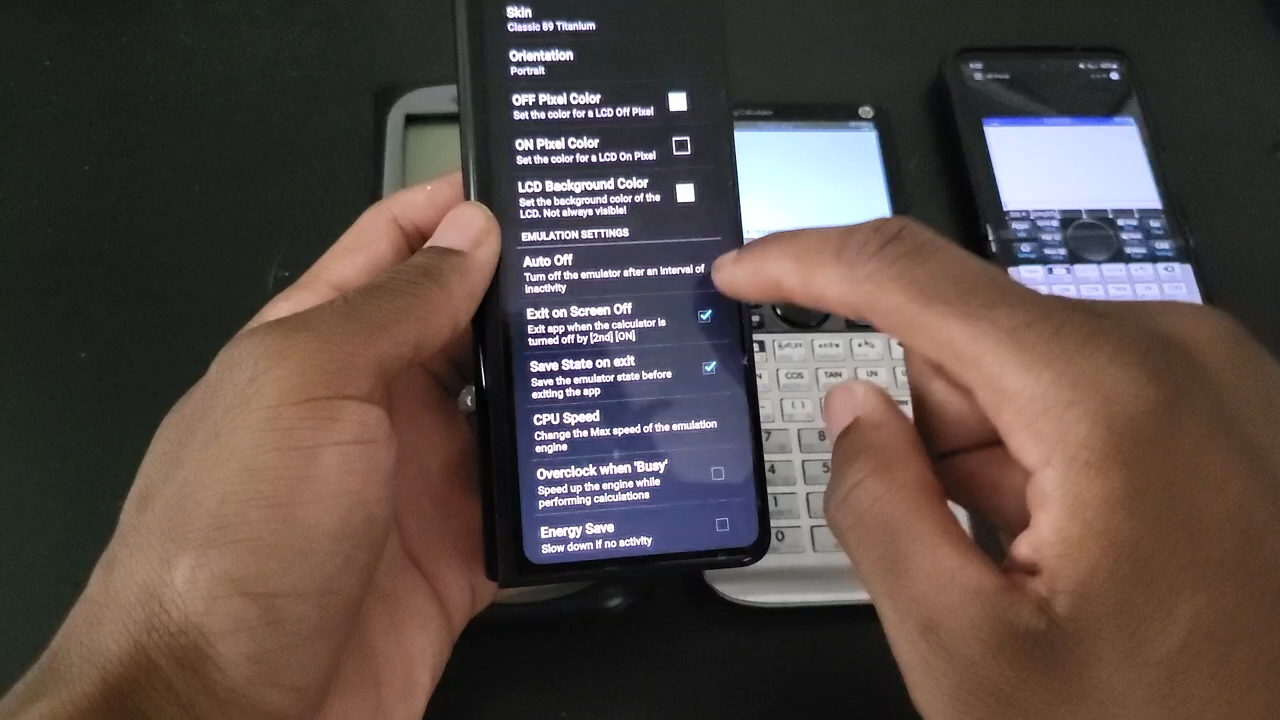 Skin
Classic 89 Titanium
Orientation
Portrait
OFF Pixel Color
Set the color for a LCD Off Pixel
ON Pixel Color
Set the color for a LCD On Pixel
LCD Background Color
Set the background color of the
LCD. Not always visible!
EMULATION SETTINGS
Auto Off
Turn off the emulator after an interval of
inactivity
Exit on Screen Off
Exit app when the calculator is
turned off by [2nd] [ON]
Save State on exit
Save the emulator state before
exiting the app
CPU Speed
Change the Max speed of the emulation
engine
Overclock when 'Busy'
Speed up the engine while
performing calculations
Energy Save
Slow down if no activity
COS TAN LN
( )
7 8
4 5
1
0